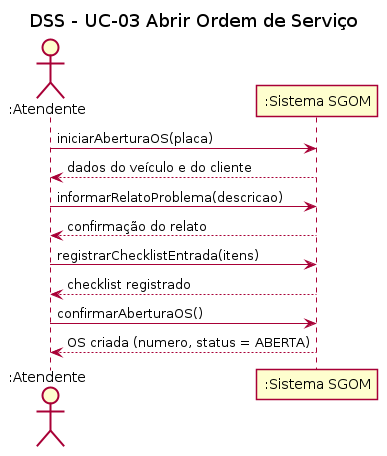 DSS - UC-03 Abrir Ordem de Serviço
:Atendente
:Sistema SGOM
iniciarAberturaOS(placa)
dados do veículo e do cliente
informarRelatoProblema(descricao)
confirmação do relato
registrarChecklistEntrada(itens)
checklist registrado
confirmarAberturaOS()
OS criada (numero, status = ABERTA)
:Atendente
:Sistema SGOM